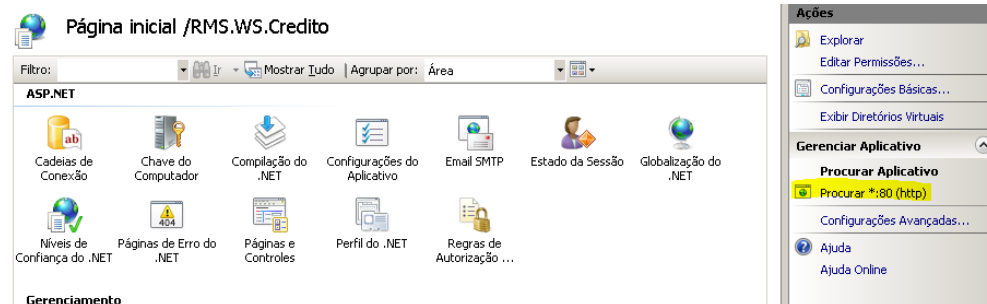 Página inicial /RMS.WS.Credito
Filtro:
Ir
Mostrar Tudo
Agrupar por:
Área
ASP.NET
ab
Cadeias de
Conexão
Chave do
Computador
Compilação do
.NET
Configurações do
Aplicativo
Email SMTP
Estado da Sessão
Globalização do
.NET
Níveis de
Confiança do .NET
404
Páginas de Erro do
.NET
Páginas e
Controles
Perfil do .NET
Regras de
Autorização ...
Gerenciamento
Ações
Explorar
Editar Permissões...
Configurações Básicas...
Exibir Diretórios Virtuais
Gerenciar Aplicativo
Procurar Aplicativo
Procurar *:80 (http)
Configurações Avançadas...
Ajuda
Ajuda Online